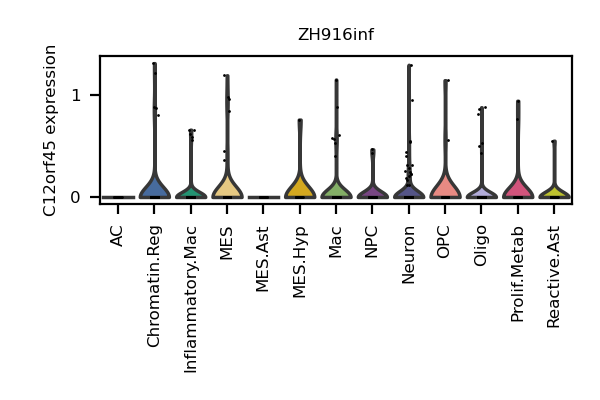 ZH916inf
C12orf45 expression
1
0
AC
Chromatin.Reg
Inflammatory.Mac
MES
MES.Ast
MES.Hyp
Mac
NPC
Neuron
OPC
Oligo
Prolif.Metab
Reactive.Ast